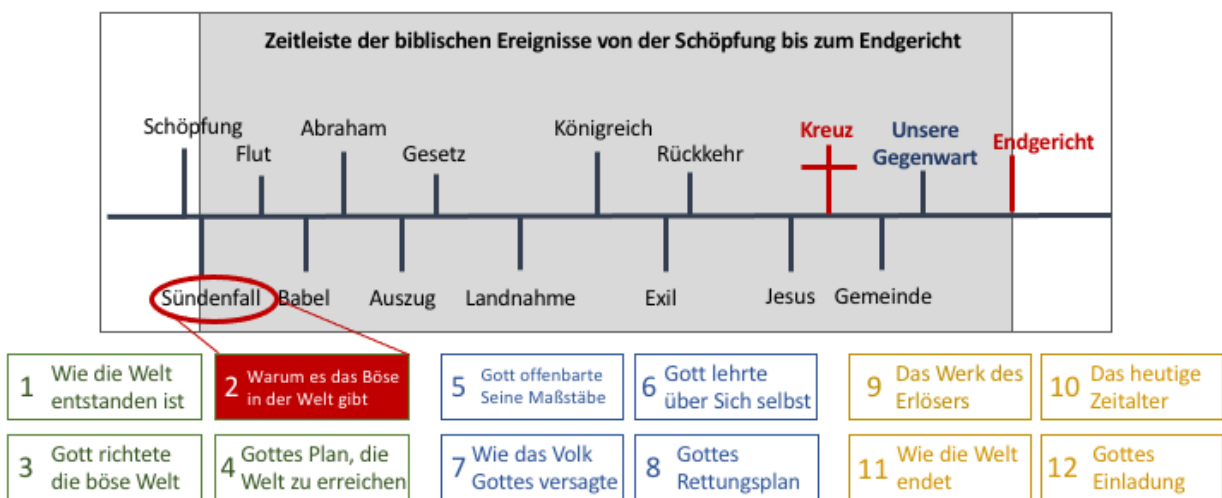 Zeitleiste der biblischen Ereignisse von der Schöpfung bis zum Endgericht
Schöpfung
Flut
Abraham
Gesetz
Königreich
Rückkehr
Kreuz
Unsere
Gegenwart
Endgericht
Sündenfall
Babel
Auszug
Landnahme
Exil
Jesus
Gemeinde
1 Wie die Welt
entstanden ist
2 Warum es das Böse
in der Welt gibt
5 Gott offenbarte
Seine Maßstäbe
6 Gott lehrte
über Sich selbst
9 Das Werk des
Erlösers
10 Das heutige
Zeitalter
3 Gott richtete
die böse Welt
4 Gottes Plan, die
Welt zu erreichen
7 Wie das Volk
Gottes versagte
8 Gottes
Rettungsplan
11 Wie die Welt
endet
12 Gottes
Einladung